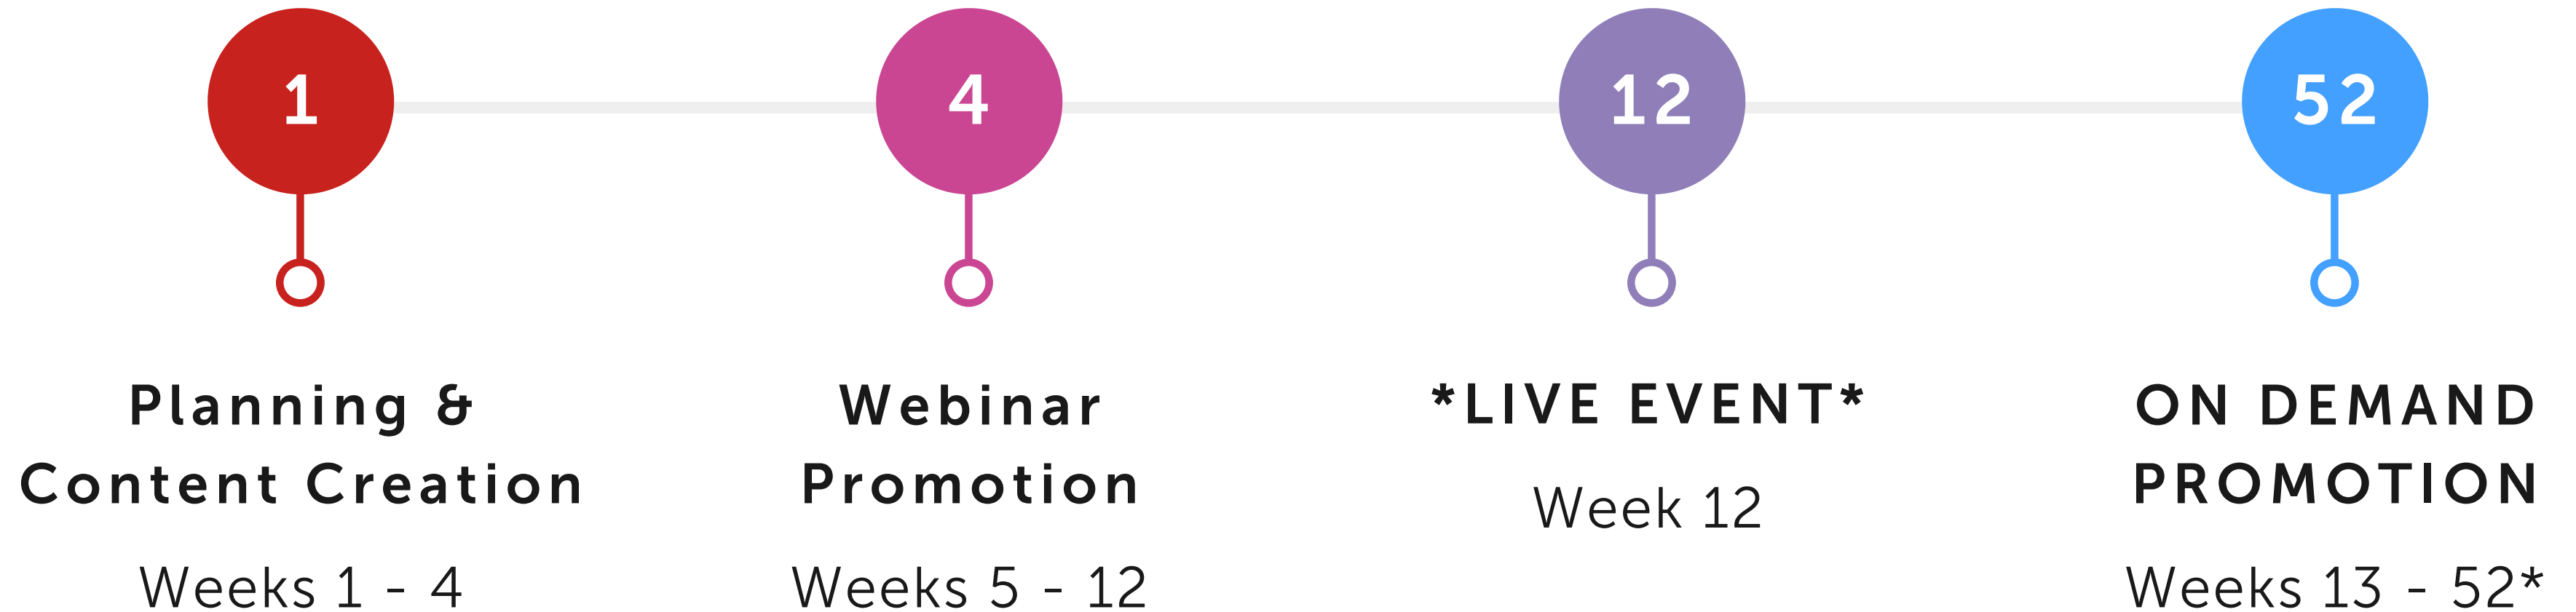 1
4
12
52
Planning &
Content Creation
Weeks 1 - 4
Webinar
Promotion
Weeks 5 - 12
*LIVE EVENT*
Week 12
ON DEMAND
PROMOTION
Weeks 13 - 52*